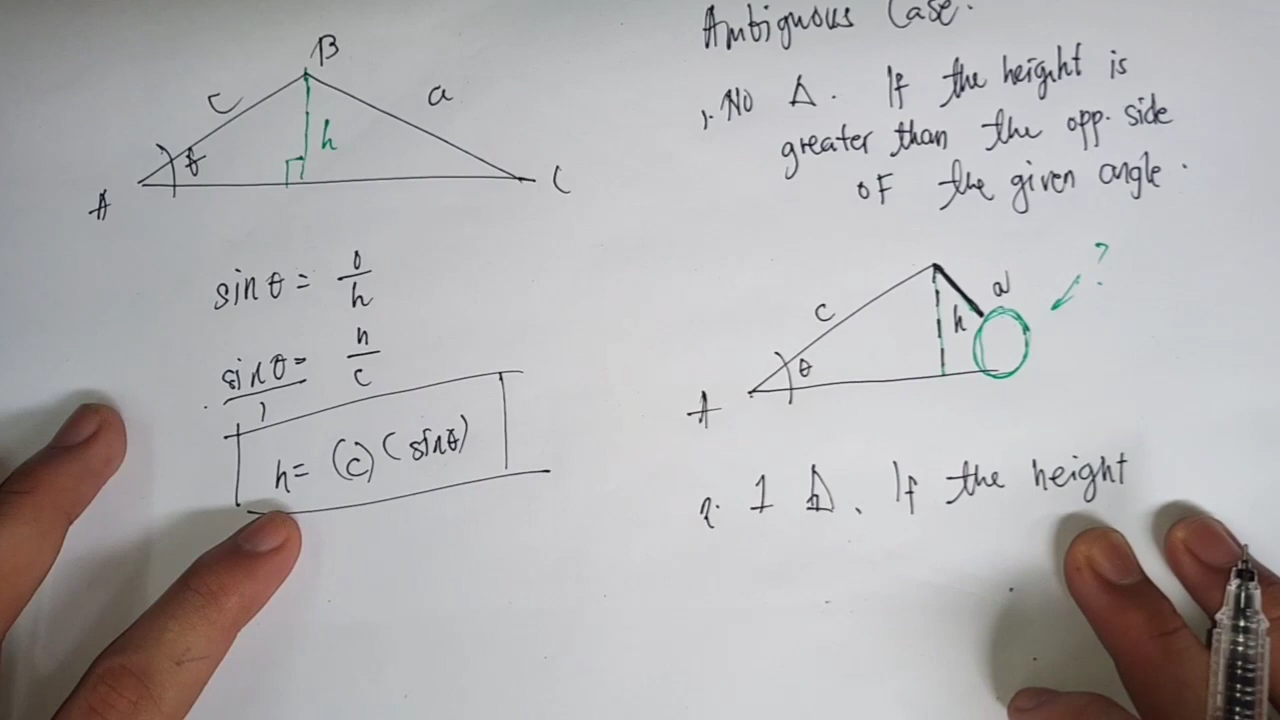 B
c
a
θ
h
A
C
sin θ = o/h
sin θ = h/c
1
h = (c)(sin θ)
Ambiguous Case.
1. No Δ. If the height is
greater than the opp. side
of the given angle.
?
c
a
h
θ
A
2. 1 Δ. If the height